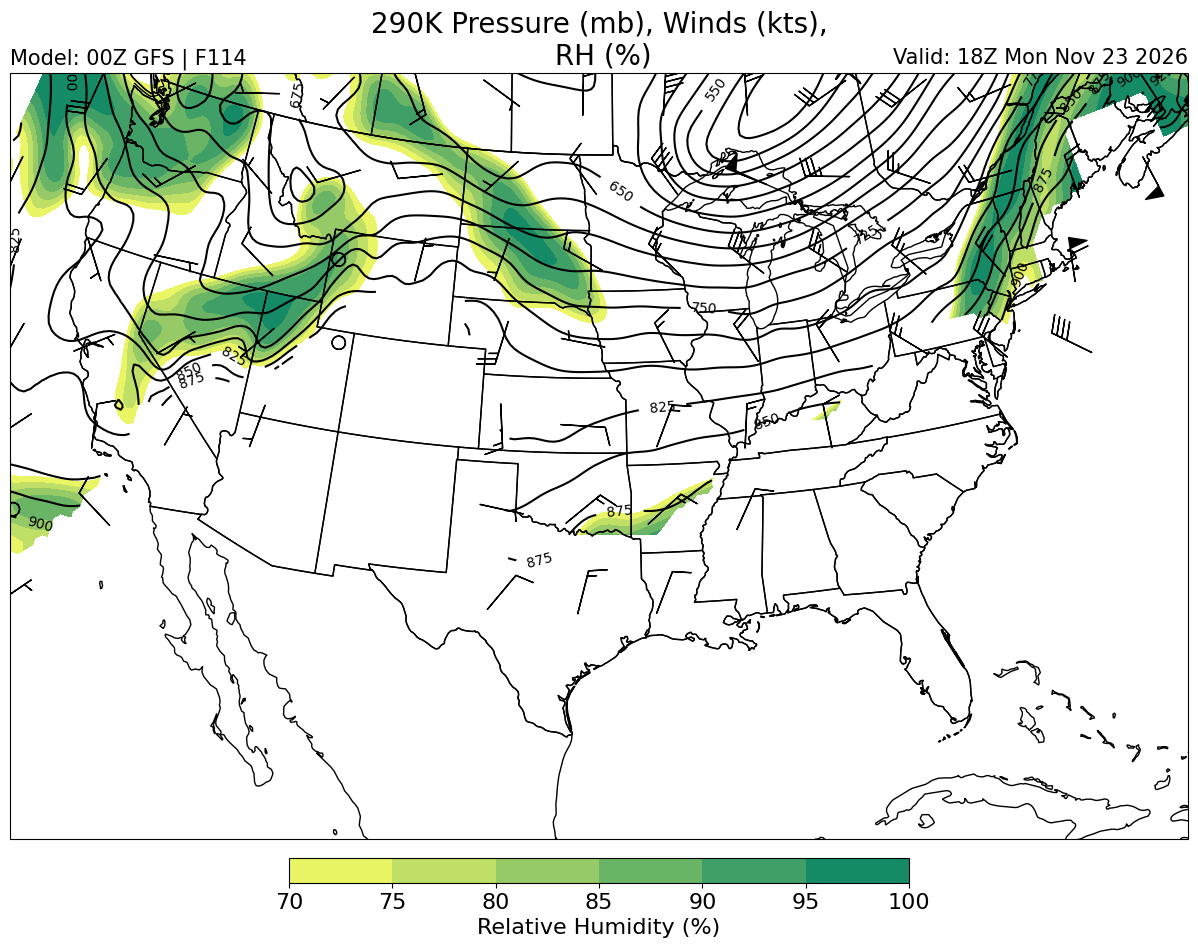 290K Pressure (mb), Winds (kts),
RH (%)
Model: 00Z GFS | F114
Valid: 18Z Mon Nov 23 2026
550
675
650
725
750
825
850
875
825
850
875
875
900
875
900
850
875
70 75 80 85 90 95 100
Relative Humidity (%)